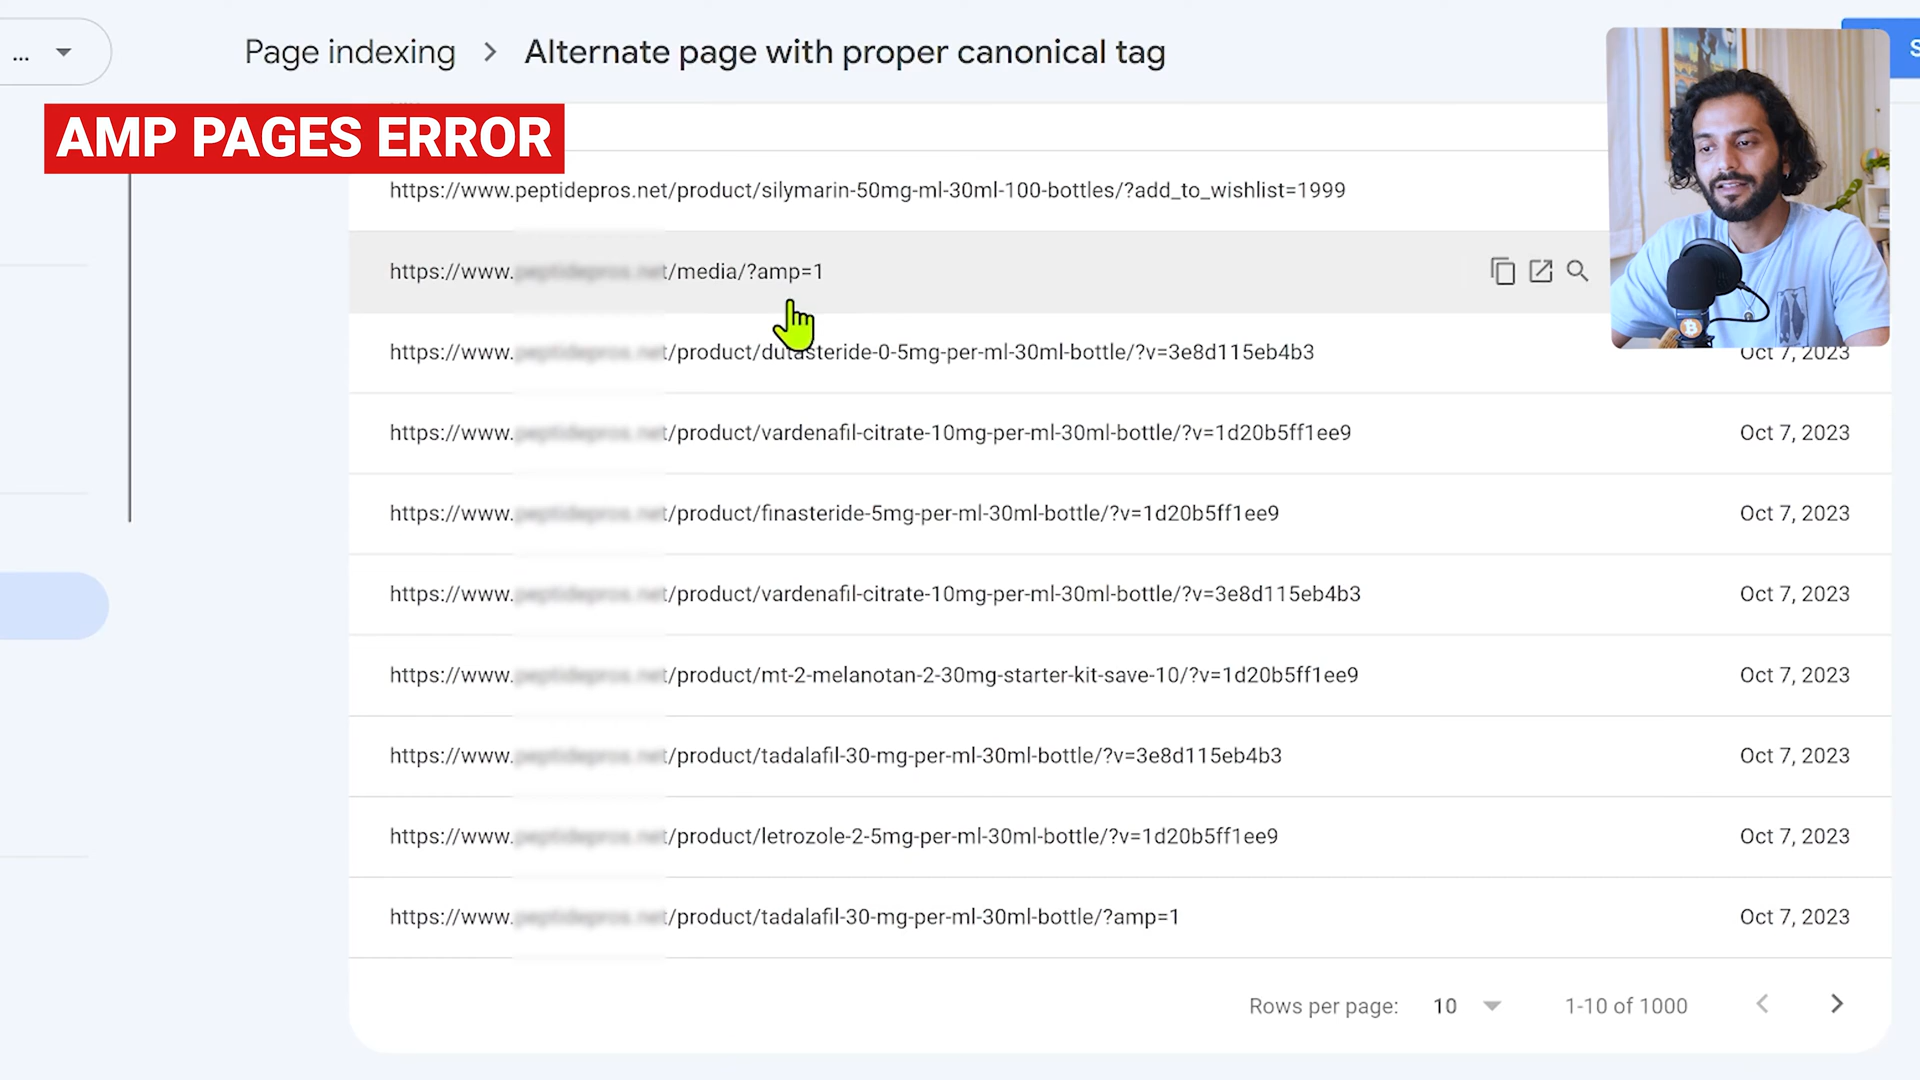 ...
Page indexing > Alternate page with proper canonical tag
S
AMP PAGES ERROR
https://www.peptidepros.net/product/silymarin-50mg-ml-30ml-100-bottles/?add_to_wishlist=1999
https://www. /media/?amp=1
https://www. /product/dutasteride-0-5mg-per-ml-30ml-bottle/?v=3e8d115eb4b3 Oct 7, 2023
https://www. /product/vardenafil-citrate-10mg-per-ml-30ml-bottle/?v=1d20b5ff1ee9 Oct 7, 2023
https://www. /product/finasteride-5mg-per-ml-30ml-bottle/?v=1d20b5ff1ee9 Oct 7, 2023
https://www. /product/vardenafil-citrate-10mg-per-ml-30ml-bottle/?v=3e8d115eb4b3 Oct 7, 2023
https://www. /product/mt-2-melanotan-2-30mg-starter-kit-save-10/?v=1d20b5ff1ee9 Oct 7, 2023
https://www. /product/tadalafil-30-mg-per-ml-30ml-bottle/?v=3e8d115eb4b3 Oct 7, 2023
https://www. /product/letrozole-2-5mg-per-ml-30ml-bottle/?v=1d20b5ff1ee9 Oct 7, 2023
https://www. /product/tadalafil-30-mg-per-ml-30ml-bottle/?amp=1 Oct 7, 2023
Rows per page: 10 1-10 of 1000